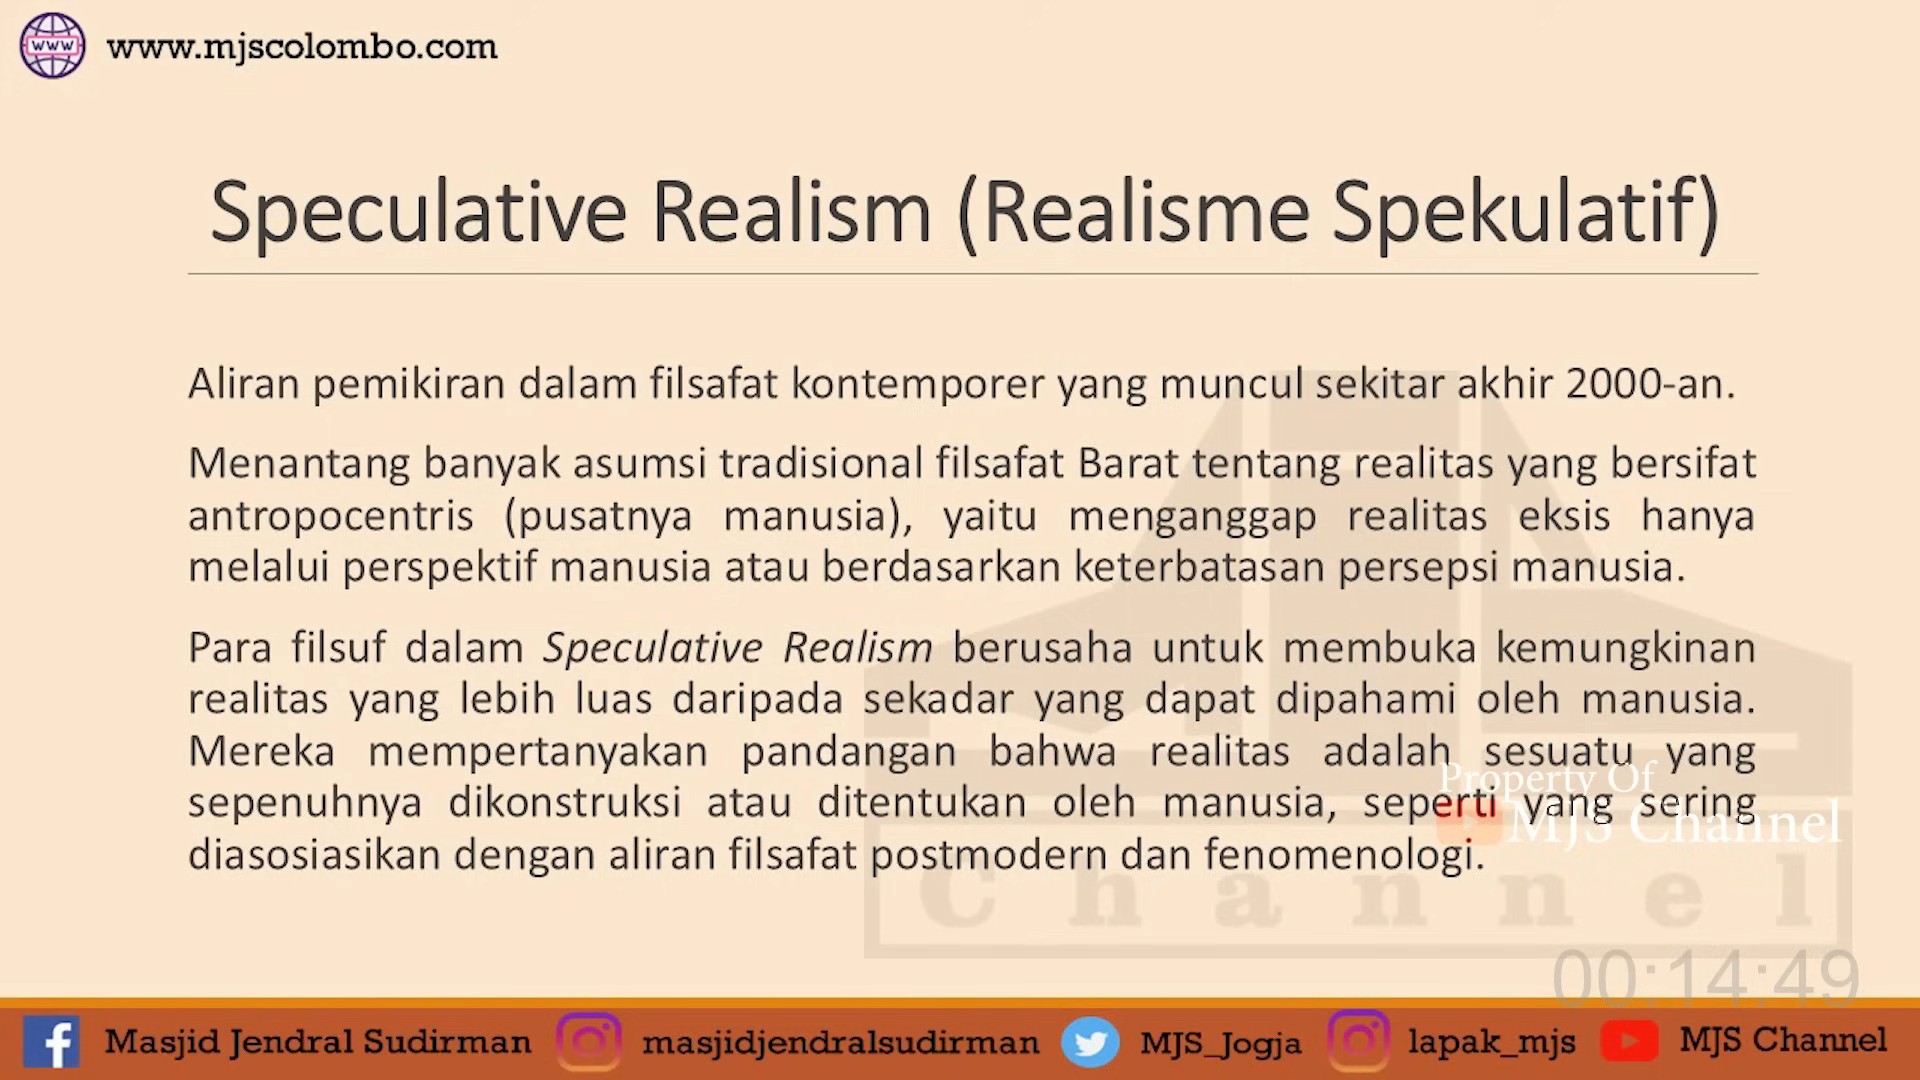 www
www.mjscolombo.com
Speculative Realism (Realisme Spekulatif)
Aliran pemikiran dalam filsafat kontemporer yang muncul sekitar akhir 2000-an.
Menantang banyak asumsi tradisional filsafat Barat tentang realitas yang bersifat
antropocentris (pusatnya manusia), yaitu menganggap realitas eksis hanya
melalui perspektif manusia atau berdasarkan keterbatasan persepsi manusia.
Para filsuf dalam Speculative Realism berusaha untuk membuka kemungkinan
realitas yang lebih luas daripada sekadar yang dapat dipahami oleh manusia.
Mereka mempertanyakan pandangan bahwa realitas adalah sesuatu yang
sepenuhnya dikonstruksi atau ditentukan oleh manusia, seperti yang sering
diasosiasikan dengan aliran filsafat postmodern dan fenomenologi.
Property Of
MJS Channel
Channel
00:14:49
Masjid Jendral Sudirman
masjidjendralsudirman
MJS_Jogja
lapak_mjs
MJS Channel